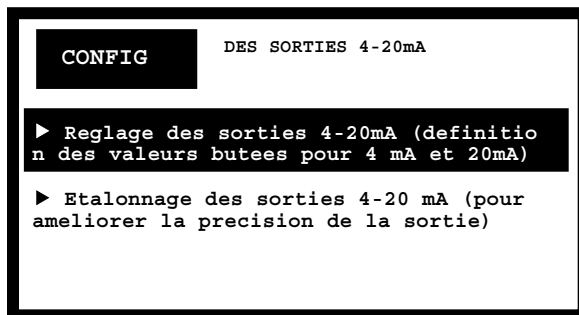 CONFIG DES SORTIES 4-20mA
▶ Reglage des sorties 4-20mA (definitio
n des valeurs butees pour 4 mA et 20mA)
▶ Etalonnage des sorties 4-20 mA (pour
ameliorer la precision de la sortie)